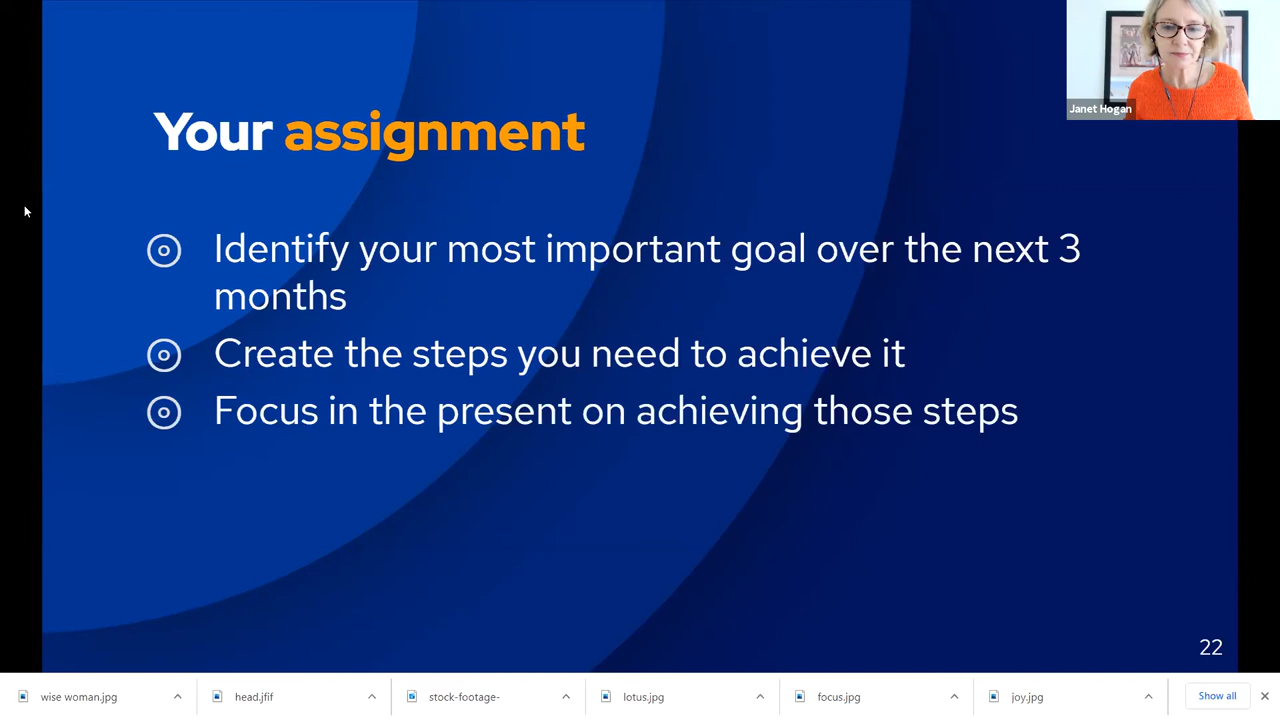 Janet Hogan
Your assignment
Identify your most important goal over the next 3
months
Create the steps you need to achieve it
Focus in the present on achieving those steps
22
wise woman.jpg
head.jfif
stock-footage-
lotus.jpg
focus.jpg
joy.jpg
Show all